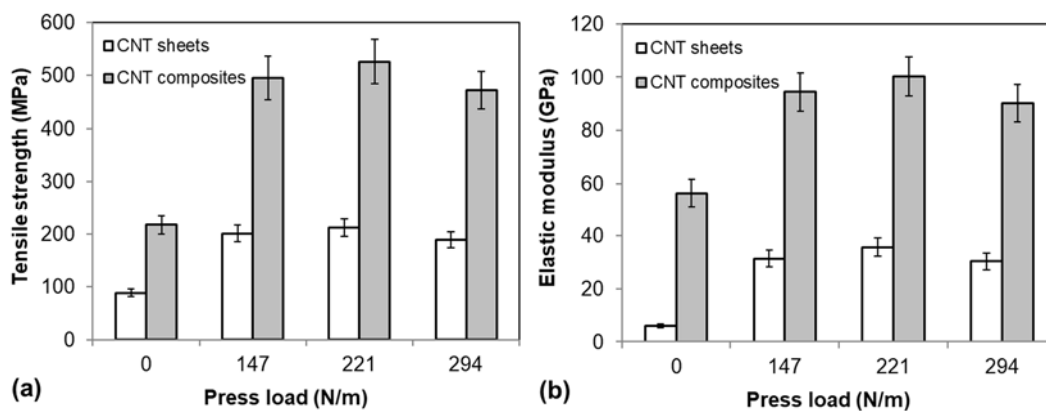 600
500
400
300
200
100
0
Tensile strength (MPa)
CNT sheets
CNT composites
0 147 221 294
Press load (N/m)
(a)
120
100
80
60
40
20
0
Elastic modulus (GPa)
CNT sheets
CNT composites
0 147 221 294
Press load (N/m)
(b)